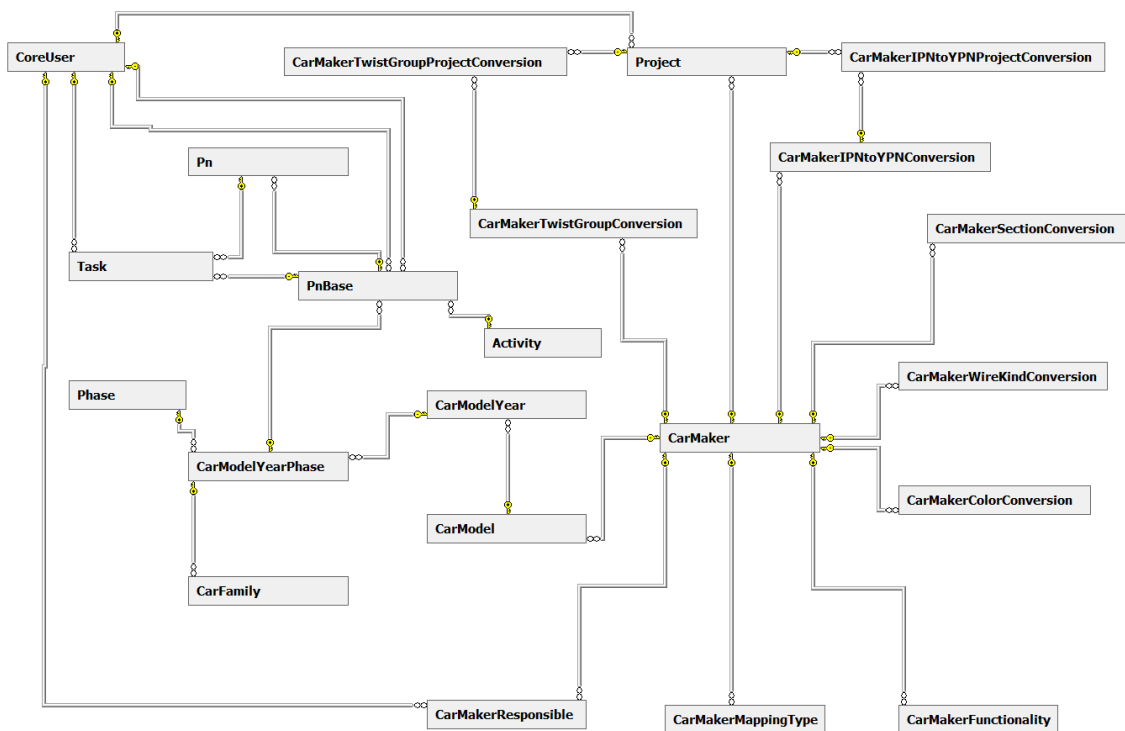 CoreUser
CarMakerTwistGroupProjectConversion
Project
CarMakerIPNtoYPNProjectConversion
Pn
CarMakerIPNtoYPNConversion
CarMakerTwistGroupConversion
CarMakerSectionConversion
Task
PnBase
Activity
CarMakerWireKindConversion
Phase
CarModelYear
CarMaker
CarModelYearPhase
CarMakerColorConversion
CarModel
CarFamily
CarMakerResponsible
CarMakerMappingType
CarMakerFunctionality